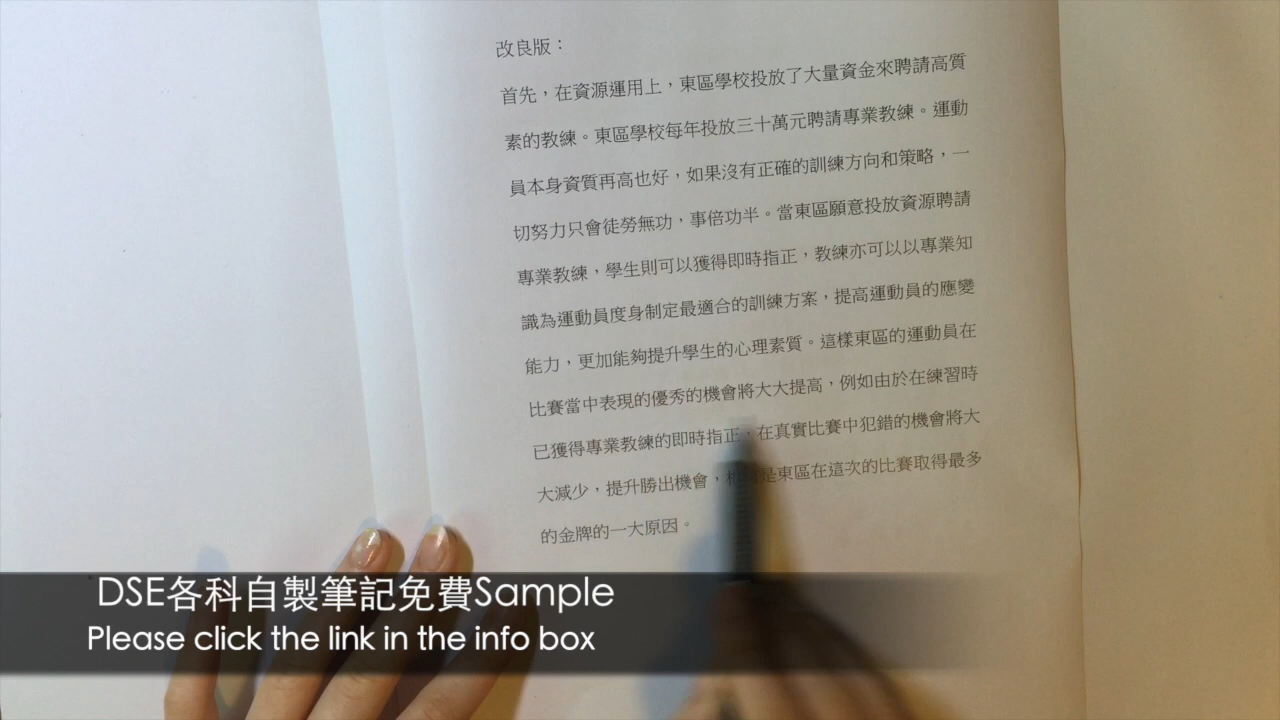 改良版：
首先，在資源運用上，東區學校投放了大量資金來聘請高質
素的教練。東區學校每年投放三十萬元聘請專業教練。運動
員本身資質再高也好，如果沒有正確的訓練方向和策略，一
切努力只會徒勞無功，事倍功半。當東區願意投放資源聘請
專業教練，學生則可以獲得即時指正，教練亦可以以專業知
識為運動員度身制定最適合的訓練方案，提高運動員的應變
能力，更加能夠提升學生的心理素質。這樣東區的運動員在
比賽當中表現的優秀的機會將大大提高，例如由於在練習時
已獲得專業教練的即時指正，在真實比賽中犯錯的機會將大
大減少，提升勝出機會，是東區在這次的比賽取得最多
的金牌的一大原因。
DSE各科自製筆記免費Sample
Please click the link in the info box